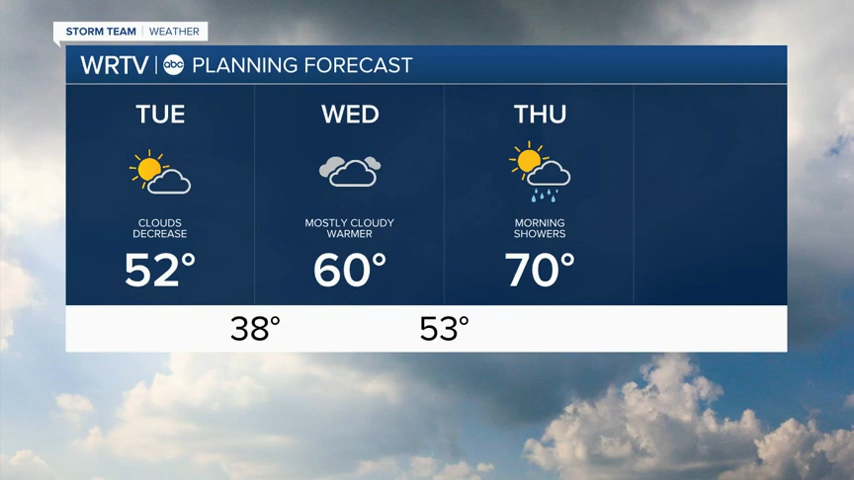 STORM TEAM | WEATHER
WRTV | abc PLANNING FORECAST
TUE
CLOUDS
DECREASE
52°
WED
MOSTLY CLOUDY
WARMER
60°
THU
MORNING
SHOWERS
70°
38°
53°